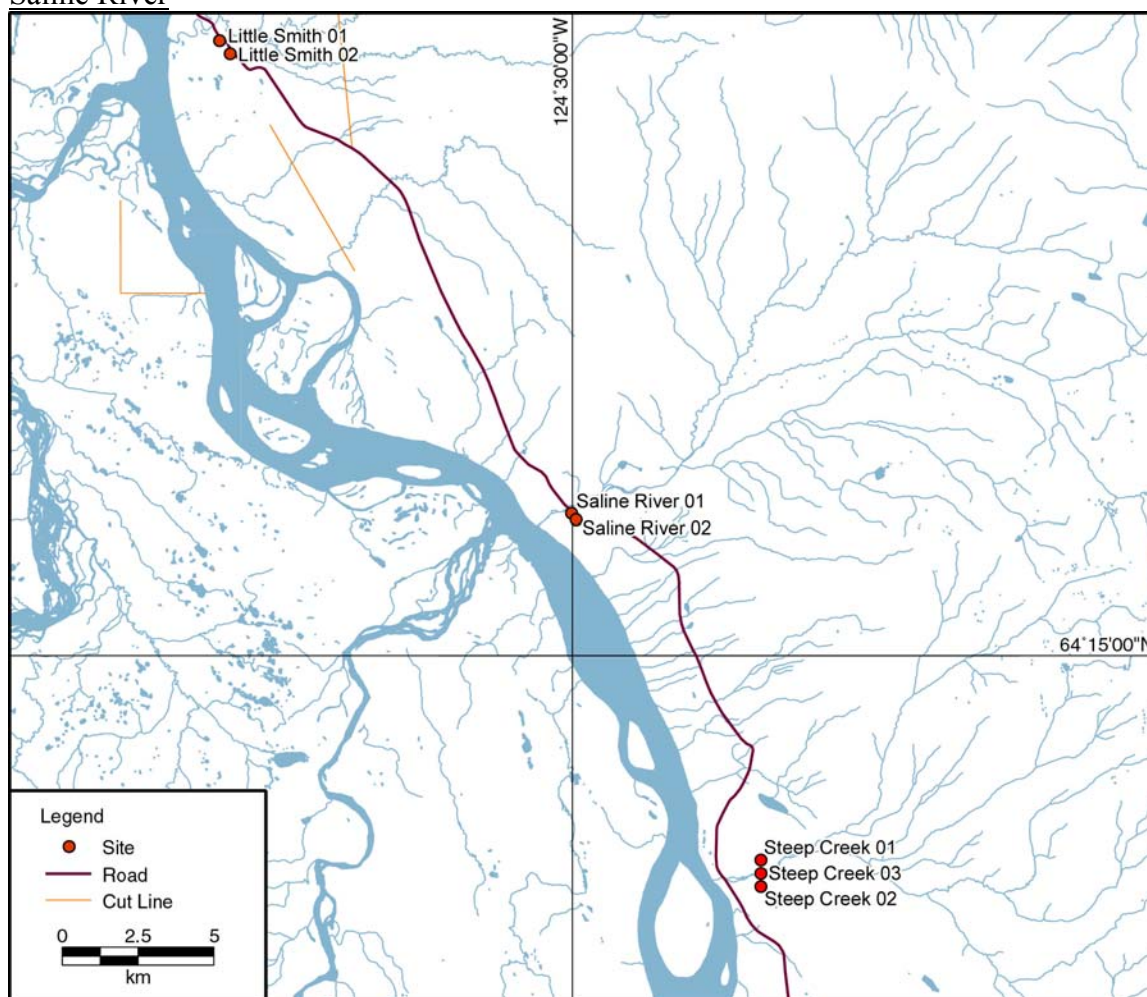 Saline River
Little Smith 01
Little Smith 02
124°30'00"W
Saline River 01
Saline River 02
64°15'00"N
Steep Creek 01
Steep Creek 03
Steep Creek 02
Legend
Site
Road
Cut Line
0 2.5 5
km